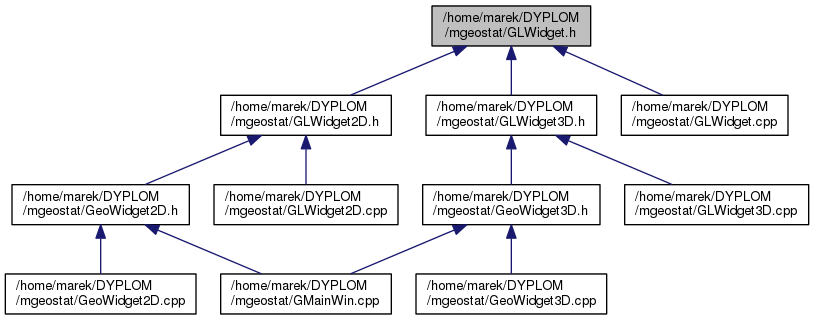 /home/marek/DYPLOM
/mgeostat/GLWidget.h
/home/marek/DYPLOM
/mgeostat/GLWidget2D.h
/home/marek/DYPLOM
/mgeostat/GLWidget3D.h
/home/marek/DYPLOM
/mgeostat/GLWidget.cpp
/home/marek/DYPLOM
/mgeostat/GeoWidget2D.h
/home/marek/DYPLOM
/mgeostat/GLWidget2D.cpp
/home/marek/DYPLOM
/mgeostat/GeoWidget3D.h
/home/marek/DYPLOM
/mgeostat/GLWidget3D.cpp
/home/marek/DYPLOM
/mgeostat/GeoWidget2D.cpp
/home/marek/DYPLOM
/mgeostat/GMainWin.cpp
/home/marek/DYPLOM
/mgeostat/GeoWidget3D.cpp